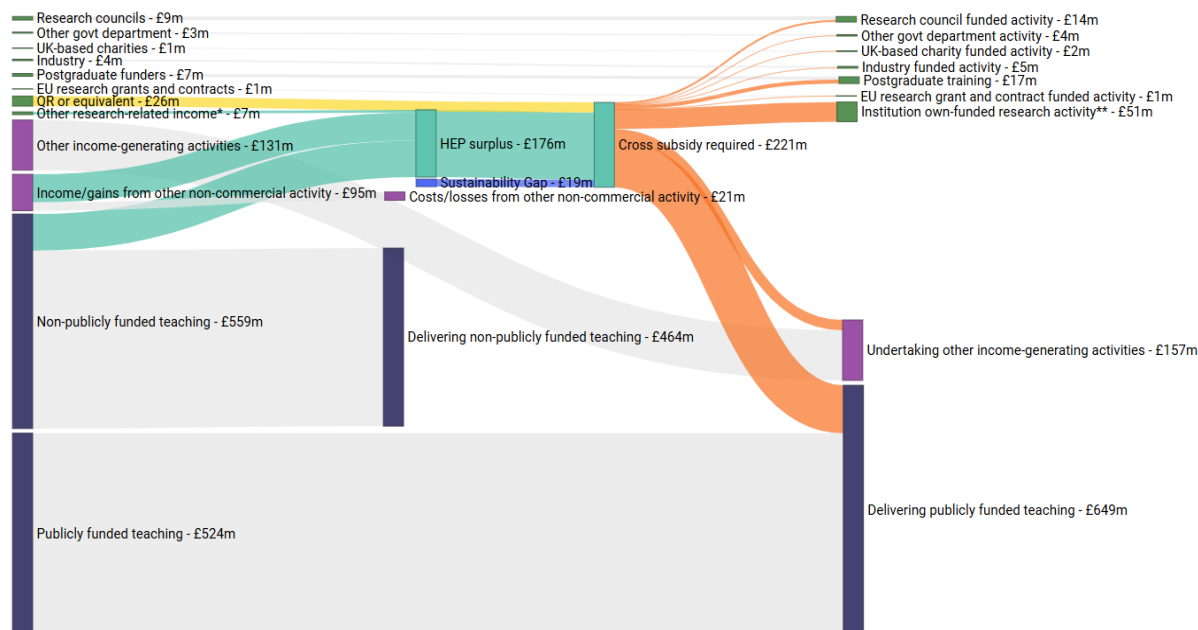 Research councils - £9m
Other govt department - £3m
UK-based charities - £1m
Industry - £4m
Postgraduate funders - £7m
EU research grants and contracts - £1m
QR or equivalent - £26m
Other research-related income* - £7m
Other income-generating activities - £131m
Income/gains from other non-commercial activity - £95m
Non-publicly funded teaching - £559m
Publicly funded teaching - £524m
HEP surplus - £176m
Sustainability Gap - £19m
Costs/losses from other non-commercial activity - £21m
Delivering non-publicly funded teaching - £464m
Cross subsidy required - £221m
Research council funded activity - £14m
Other govt department activity - £4m
UK-based charity funded activity - £2m
Industry funded activity - £5m
Postgraduate training - £17m
EU research grant and contract funded activity - £1m
Institution own-funded research activity** - £51m
Undertaking other income-generating activities - £157m
Delivering publicly funded teaching - £649m